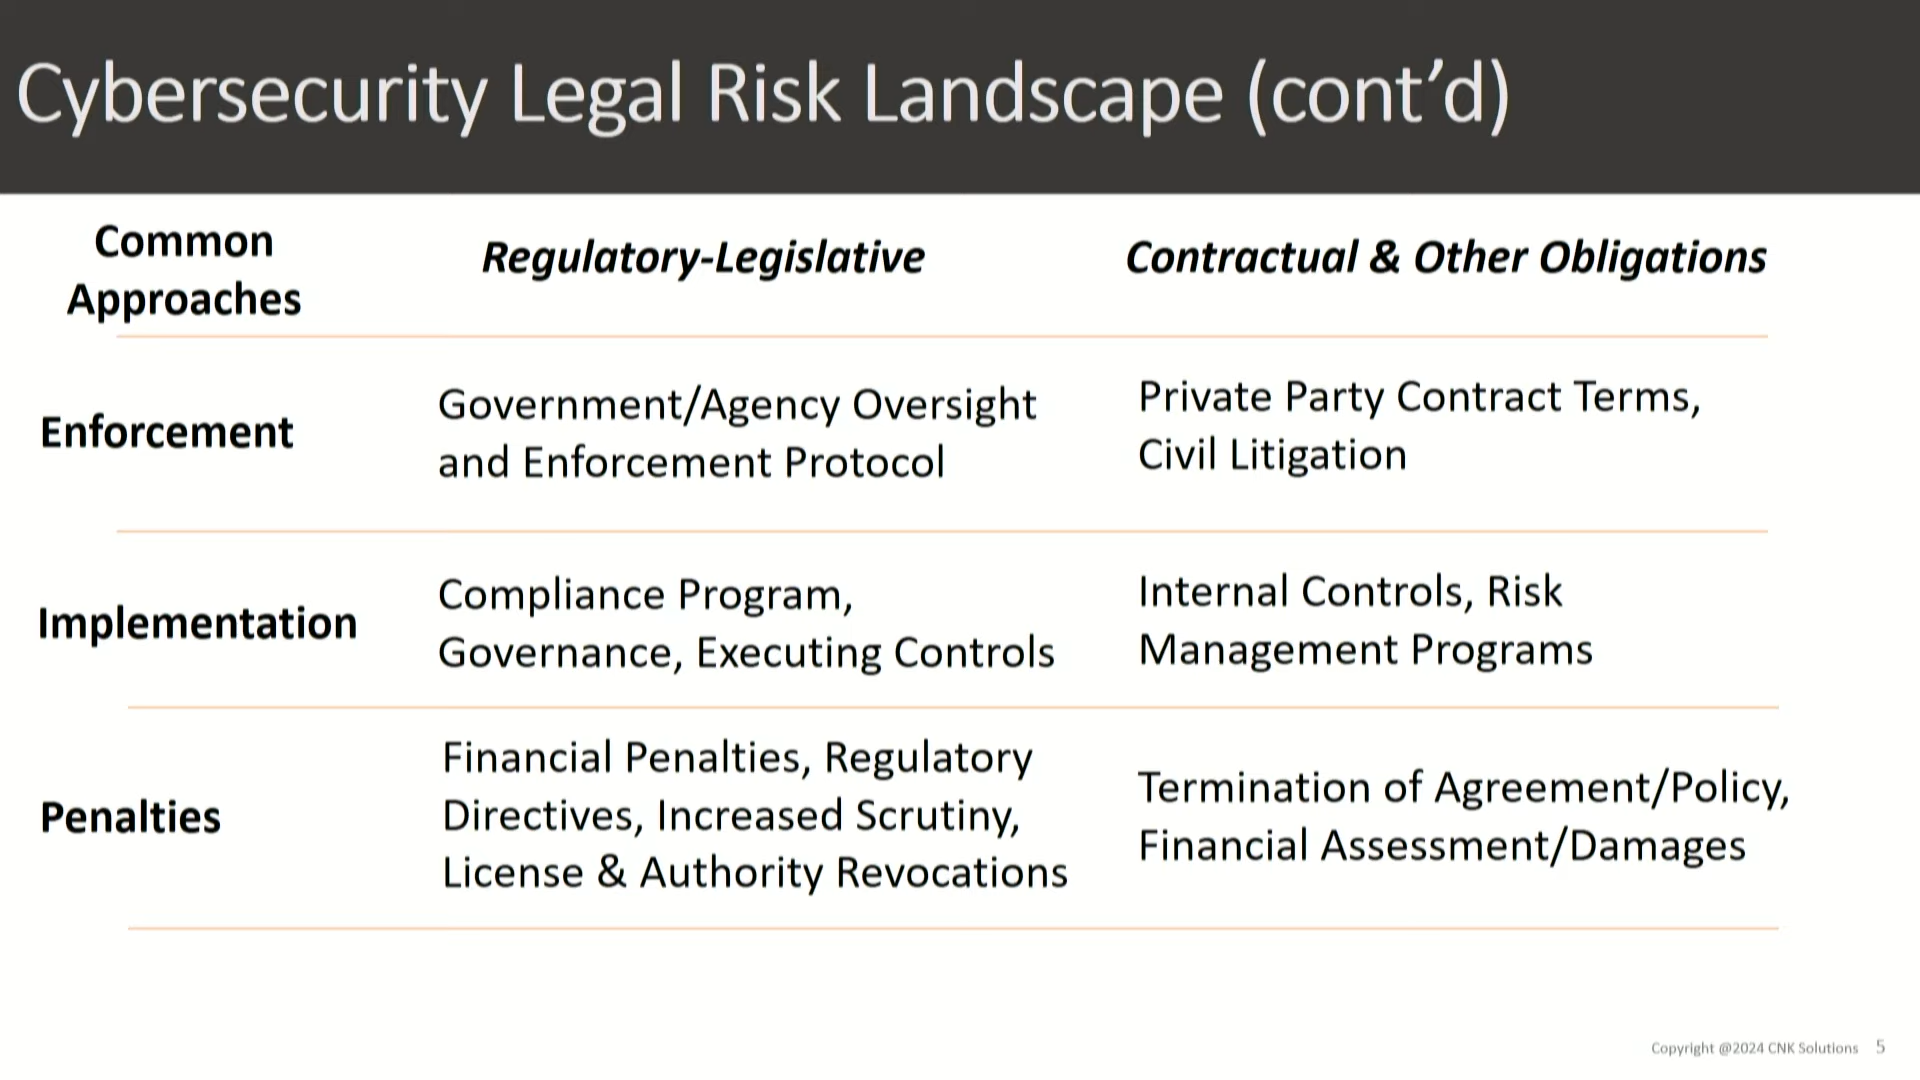 Cybersecurity Legal Risk Landscape (cont’d)
Common
Approaches
Regulatory-Legislative
Contractual & Other Obligations
Enforcement
Government/Agency Oversight
and Enforcement Protocol
Private Party Contract Terms,
Civil Litigation
Implementation
Compliance Program,
Governance, Executing Controls
Internal Controls, Risk
Management Programs
Penalties
Financial Penalties, Regulatory
Directives, Increased Scrutiny,
License & Authority Revocations
Termination of Agreement/Policy,
Financial Assessment/Damages
Copyright @2024 CNK Solutions 5